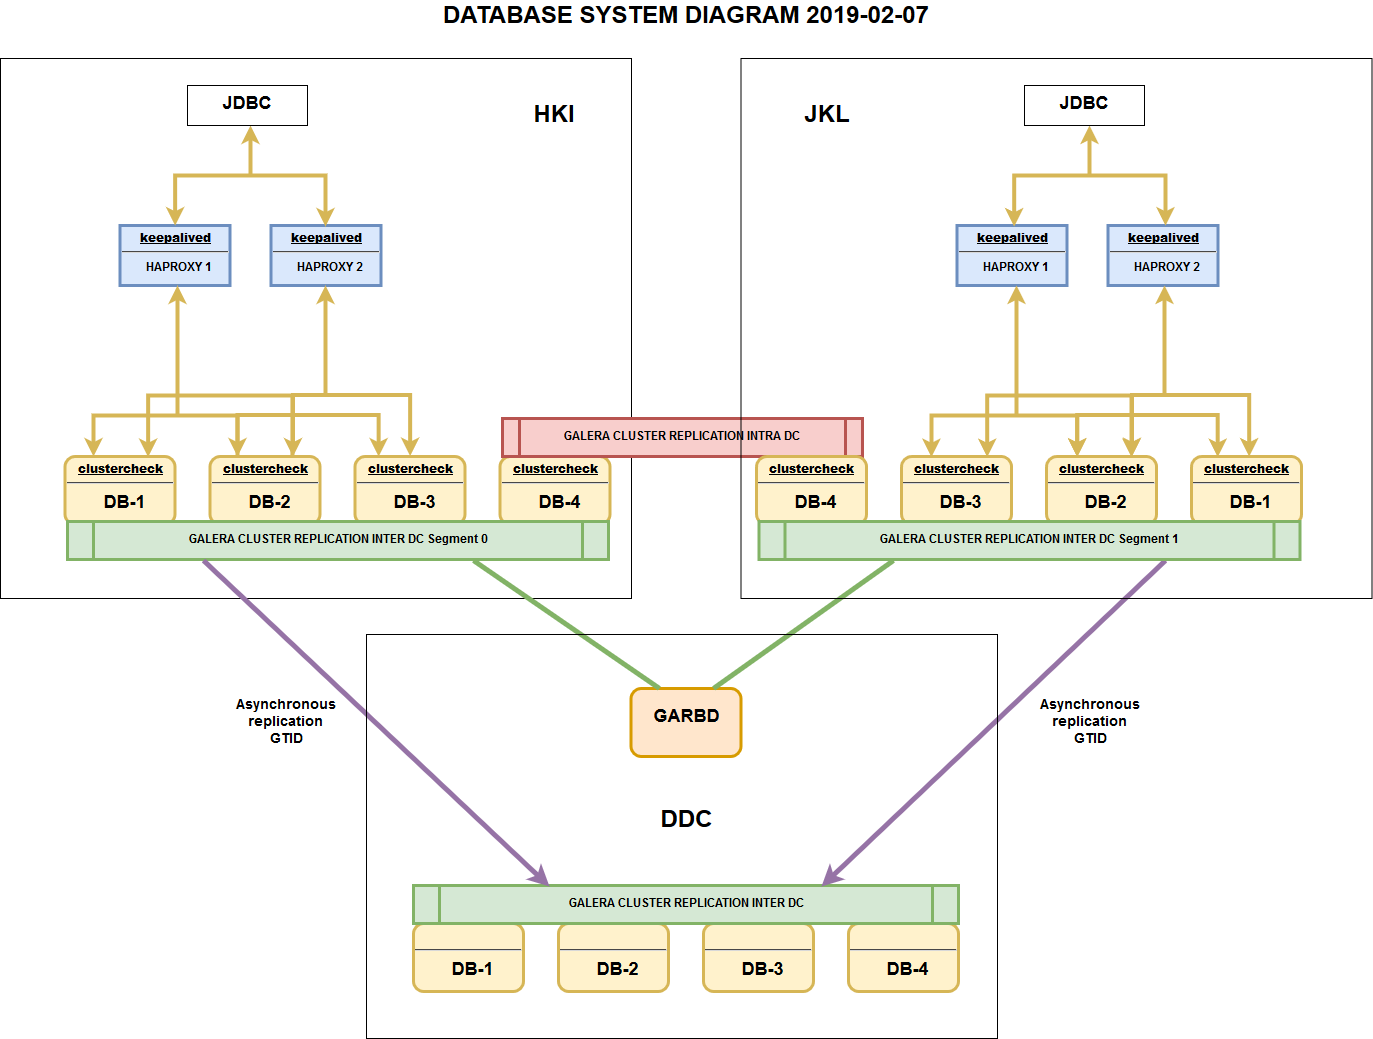 DATABASE SYSTEM DIAGRAM 2019-02-07
HKI
JDBC
keepalived
HAPROXY 1
keepalived
HAPROXY 2
clustercheck
DB-1
clustercheck
DB-2
clustercheck
DB-3
clustercheck
DB-4
GALERA CLUSTER REPLICATION INTER DC Segment 0
GALERA CLUSTER REPLICATION INTRA DC
JKL
JDBC
keepalived
HAPROXY 1
keepalived
HAPROXY 2
clustercheck
DB-4
clustercheck
DB-3
clustercheck
DB-2
clustercheck
DB-1
GALERA CLUSTER REPLICATION INTER DC Segment 1
Asynchronous
replication
GTID
GARBD
Asynchronous
replication
GTID
DDC
GALERA CLUSTER REPLICATION INTER DC
DB-1
DB-2
DB-3
DB-4